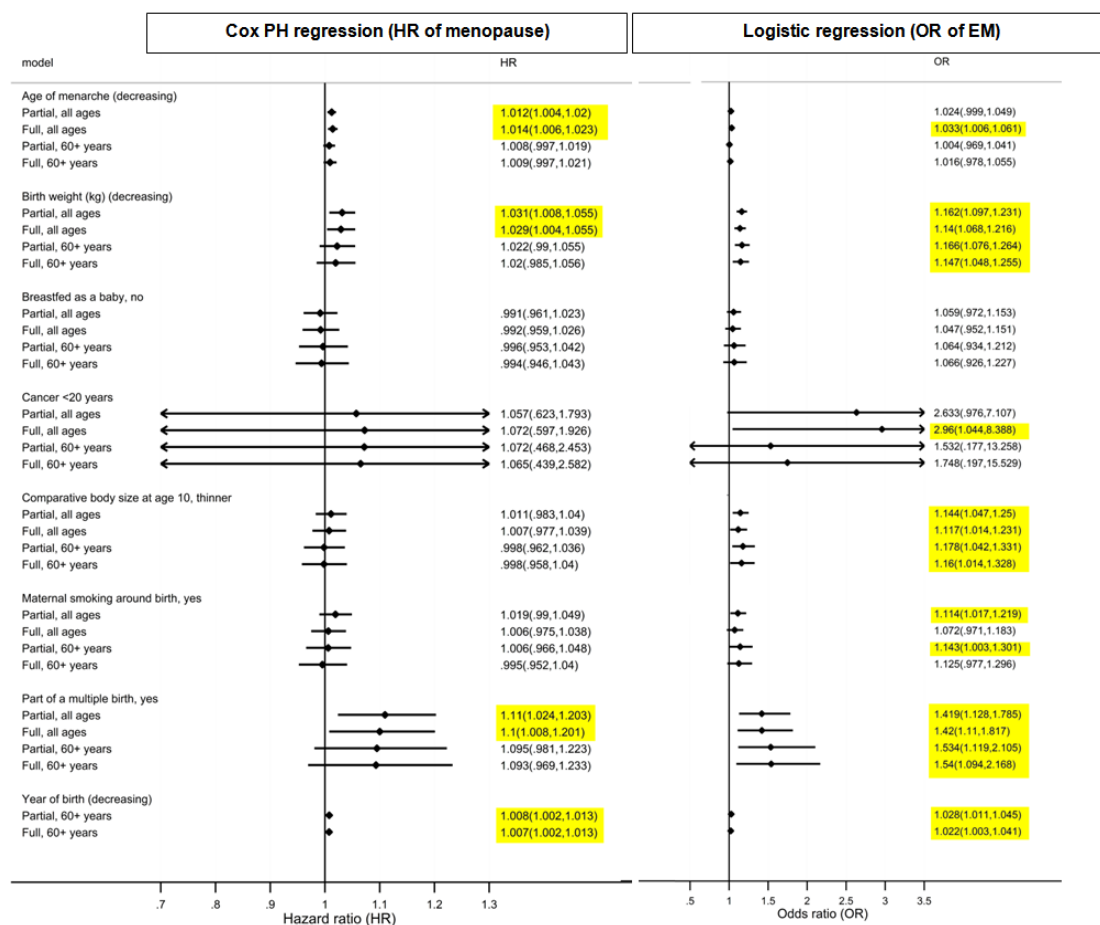 Cox PH regression (HR of menopause) Logistic regression (OR of EM)
model HR OR
Age of menarche (decreasing)
Partial, all ages 1.012(1.004,1.02) 1.024(.999,1.049)
Full, all ages 1.014(1.006,1.023) 1.033(1.006,1.061)
Partial, 60+ years 1.008(.997,1.019) 1.004(.969,1.041)
Full, 60+ years 1.009(.997,1.021) 1.016(.978,1.055)
Birth weight (kg) (decreasing)
Partial, all ages 1.031(1.008,1.055) 1.162(1.097,1.231)
Full, all ages 1.029(1.004,1.055) 1.14(1.068,1.216)
Partial, 60+ years 1.022(.99,1.055) 1.166(1.076,1.264)
Full, 60+ years 1.02(.985,1.056) 1.147(1.048,1.255)
Breastfed as a baby, no
Partial, all ages .991(.961,1.023) 1.059(.972,1.153)
Full, all ages .992(.959,1.026) 1.047(.952,1.151)
Partial, 60+ years .996(.953,1.042) 1.064(.934,1.212)
Full, 60+ years .994(.946,1.043) 1.066(.926,1.227)
Cancer <20 years
Partial, all ages 1.057(.623,1.793) 2.633(.976,7.107)
Full, all ages 1.072(.597,1.926) 2.96(1.044,8.388)
Partial, 60+ years 1.072(.468,2.453) 1.532(.177,13.258)
Full, 60+ years 1.065(.439,2.582) 1.748(.197,15.529)
Comparative body size at age 10, thinner
Partial, all ages 1.011(.983,1.04) 1.144(1.047,1.25)
Full, all ages 1.007(.977,1.039) 1.117(1.014,1.231)
Partial, 60+ years .998(.962,1.036) 1.178(1.042,1.331)
Full, 60+ years .998(.958,1.04) 1.16(1.014,1.328)
Maternal smoking around birth, yes
Partial, all ages 1.019(.99,1.049) 1.114(1.017,1.219)
Full, all ages 1.006(.975,1.038) 1.072(.971,1.183)
Partial, 60+ years 1.006(.966,1.048) 1.143(1.003,1.301)
Full, 60+ years .995(.952,1.04) 1.125(.977,1.296)
Part of a multiple birth, yes
Partial, all ages 1.11(1.024,1.203) 1.419(1.128,1.785)
Full, all ages 1.1(1.008,1.201) 1.42(1.11,1.817)
Partial, 60+ years 1.095(.981,1.223) 1.534(1.119,2.105)
Full, 60+ years 1.093(.969,1.233) 1.54(1.094,2.168)
Year of birth (decreasing)
Partial, 60+ years 1.008(1.002,1.013) 1.028(1.011,1.045)
Full, 60+ years 1.007(1.002,1.013) 1.022(1.003,1.041)
.7 .8 .9 1 1.1 1.2 1.3 .5 1 1.5 2 2.5 3 3.5
Hazard ratio (HR) Odds ratio (OR)